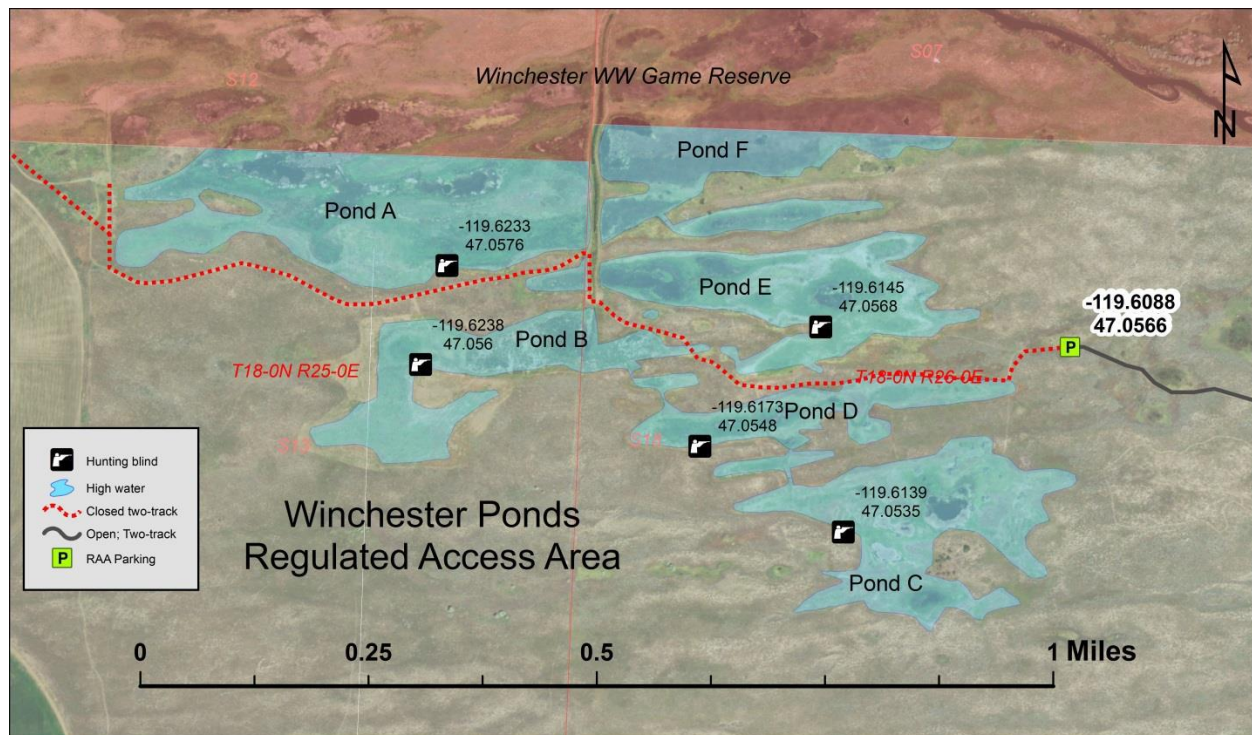 S12
S07
Winchester WW Game Reserve
N
Pond F
Pond A
-119.6233
47.0576
Pond E
-119.6145
47.0568
-119.6088
47.0566
P
-119.6238
47.056
Pond B
T18-0N R25-0E
T18-0N R26-0E
-119.6173
47.0548
Pond D
S13
S18
-119.6139
47.0535
Pond C
Hunting blind
High water
Closed two-track
Open; Two-track
P
RAA Parking
Winchester Ponds
Regulated Access Area
0
0.25
0.5
1 Miles